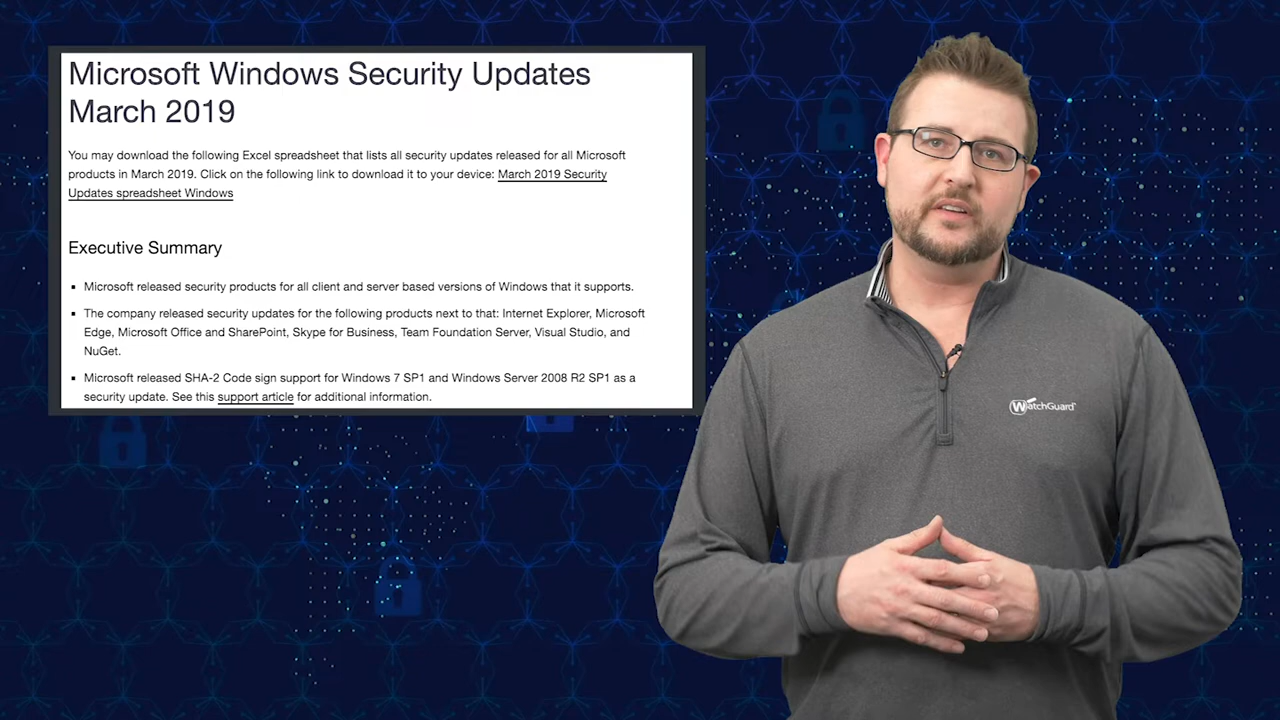 Microsoft Windows Security Updates
March 2019
You may download the following Excel spreadsheet that lists all security updates released for all Microsoft
products in March 2019. Click on the following link to download it to your device: March 2019 Security
Updates spreadsheet Windows
Executive Summary
▪ Microsoft released security products for all client and server based versions of Windows that it supports.
▪ The company released security updates for the following products next to that: Internet Explorer, Microsoft
Edge, Microsoft Office and SharePoint, Skype for Business, Team Foundation Server, Visual Studio, and
NuGet.
▪ Microsoft released SHA-2 Code sign support for Windows 7 SP1 and Windows Server 2008 R2 SP1 as a
security update. See this support article for additional information.
WatchGuard